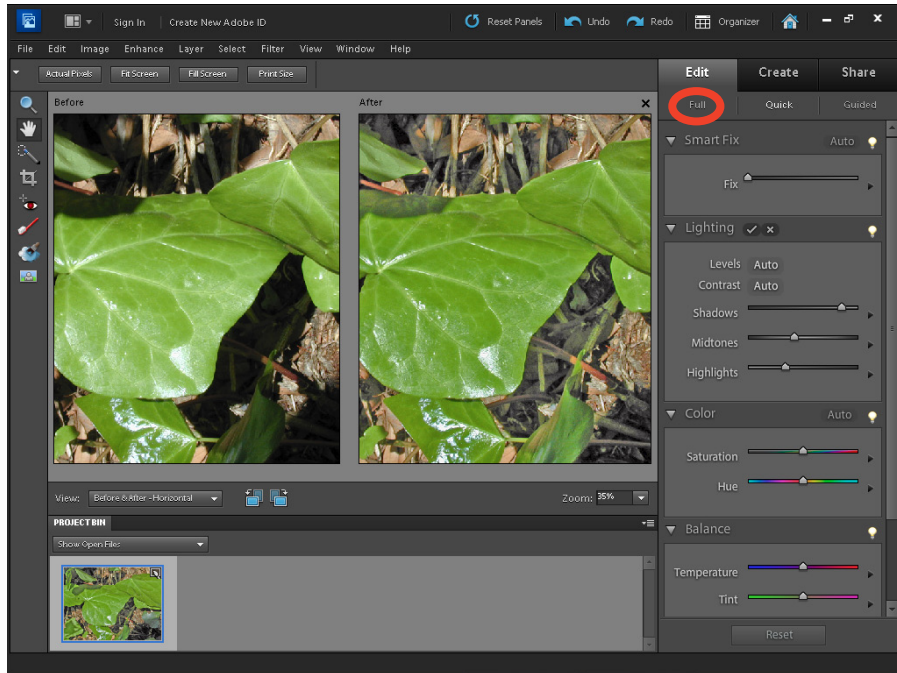 Sign In Create New Adobe ID Reset Panels Undo Redo Organizer
File Edit Image Enhance Layer Select Filter View Window Help
Actual Pixels Fit Screen Fill Screen Print Size
Edit Create Share
Full Quick Guided
Before After
Smart Fix Auto
Fix
Lighting
Levels Auto
Contrast Auto
Shadows
Midtones
Highlights
Color Auto
Saturation
Hue
View: Before & After - Horizontal Zoom: 35%
PROJECT BIN
Show Open Files
Balance
Temperature
Tint
Reset